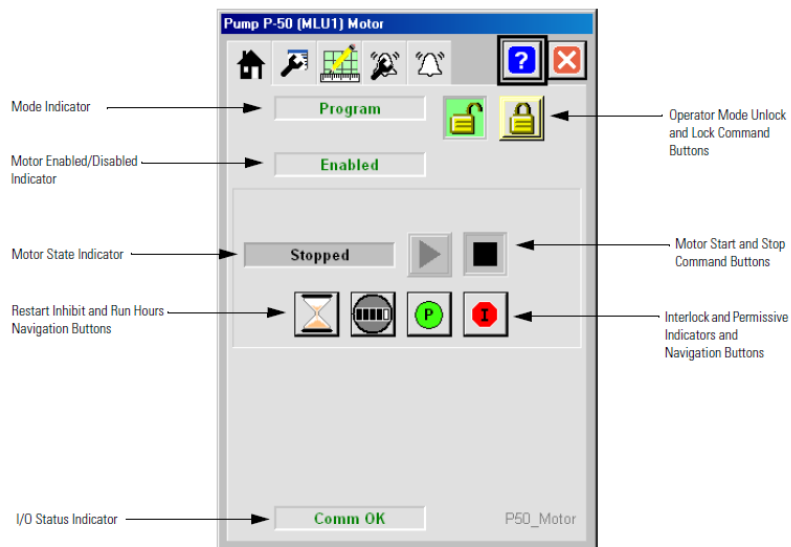 Pump P-50 (MLU1) Motor
?
Mode Indicator
Program
Operator Mode Unlock
and Lock Command
Buttons
Motor Enabled/Disabled
Indicator
Enabled
Motor State Indicator
Stopped
Motor Start and Stop
Command Buttons
Restart Inhibit and Run Hours
Navigation Buttons
P
I
Interlock and Permissive
Indicators and
Navigation Buttons
I/O Status Indicator
Comm OK
P50_Motor